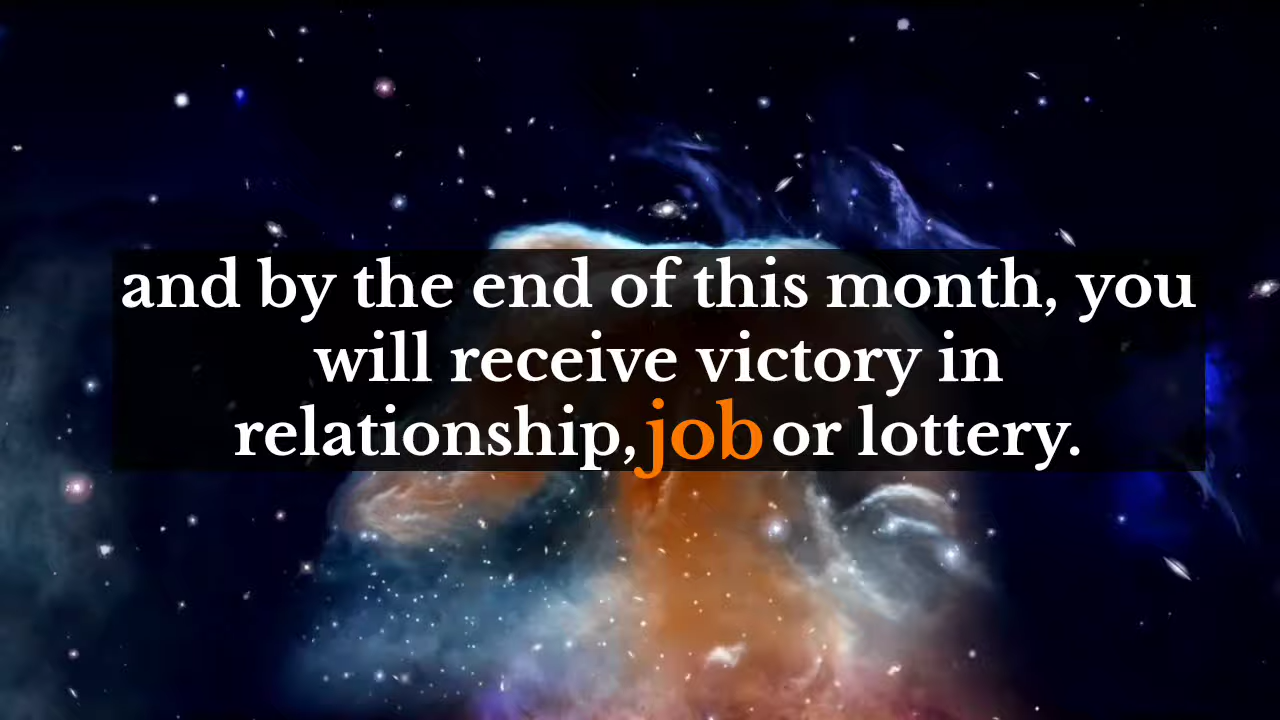 and by the end of this month, you
will receive victory in
relationship, job or lottery.